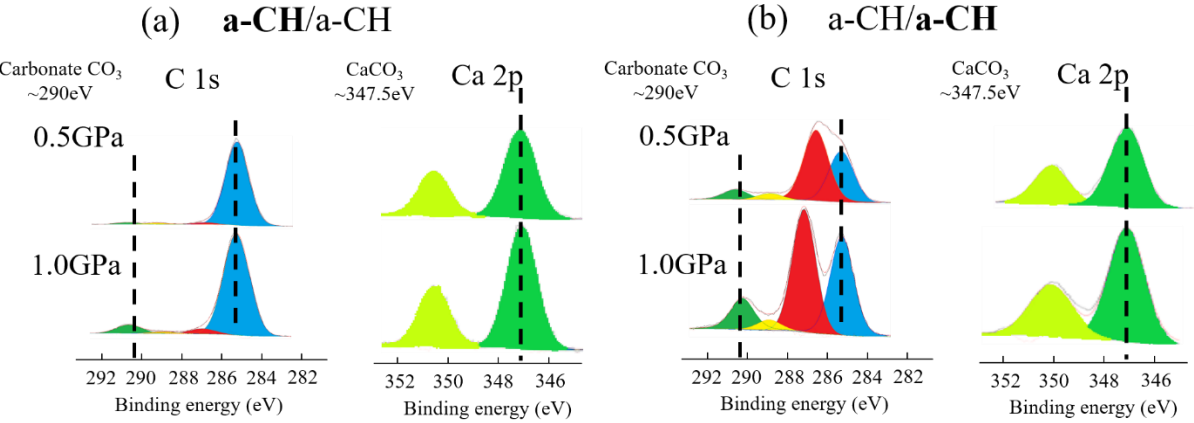 (a) a-CH/a-CH
Carbonate CO3
~290eV
C 1s
CaCO3
~347.5eV
Ca 2p
0.5GPa
1.0GPa
292 290 288 286 284 282
Binding energy (eV)
352 350 348 346
Binding energy (eV)
(b) a-CH/a-CH
Carbonate CO3
~290eV
C 1s
CaCO3
~347.5eV
Ca 2p
0.5GPa
1.0GPa
292 290 288 286 284 282
Binding energy (eV)
352 350 348 346
Binding energy (eV)